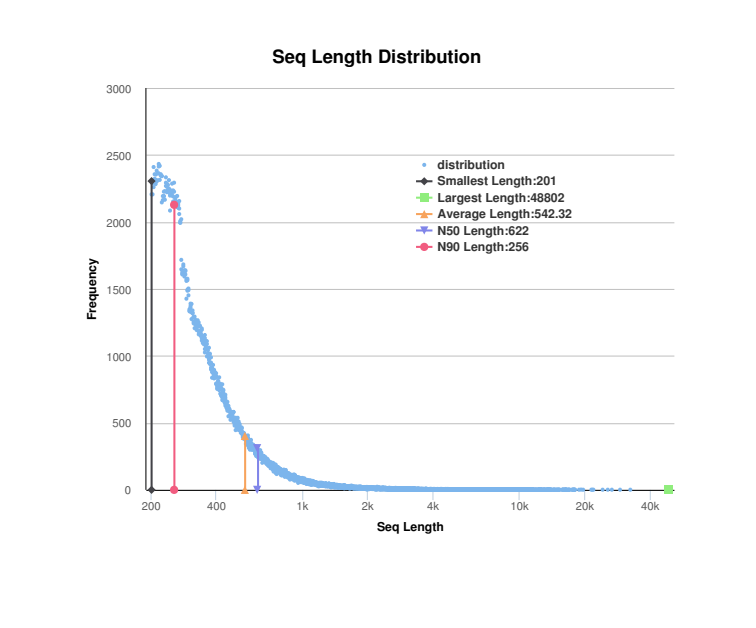 Seq Length Distribution
3000
2500
2000
1500
1000
500
0
Frequency
distribution
Smallest Length:201
Largest Length:48802
Average Length:542.32
N50 Length:622
N90 Length:256
200 400 1k 2k 4k 10k 20k 40k
Seq Length